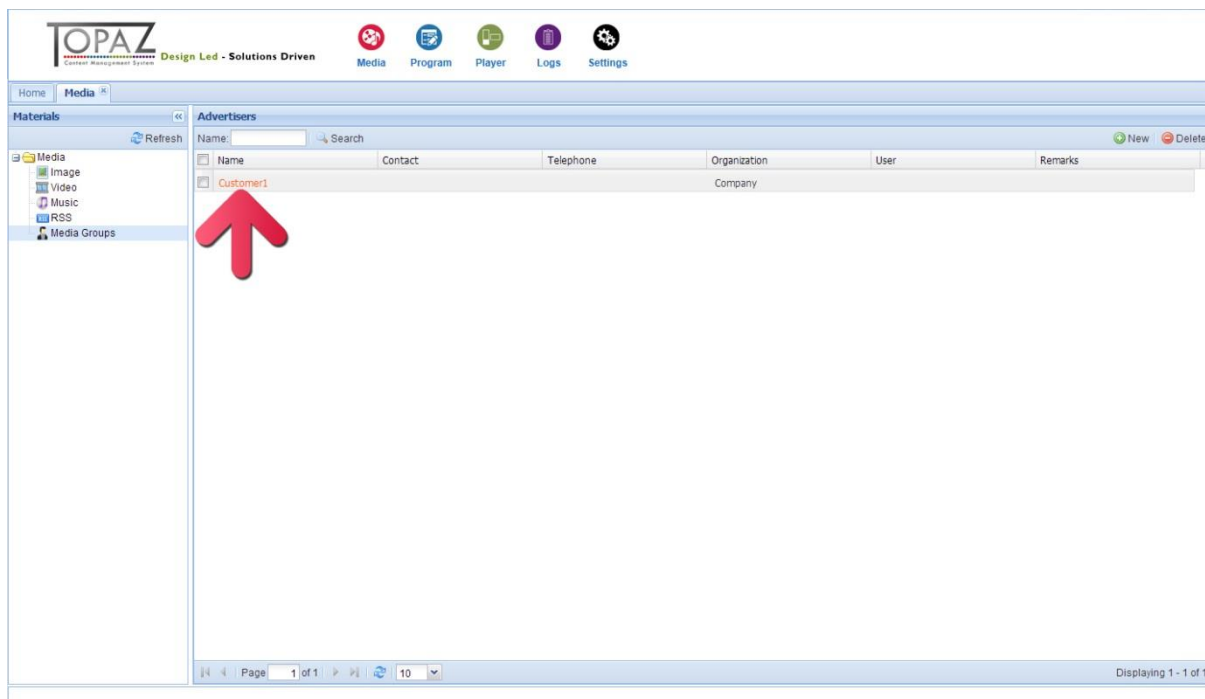 TOPAZ
Content Management System
Design Led - Solutions Driven
Media Program Player Logs Settings
Home Media
Materials
Refresh
Media
Image
Video
Music
RSS
Media Groups
Advertisers
Name: Search New Delete
Name Contact Telephone Organization User Remarks
Customer1 Company
Page 1 of 1 10 Displaying 1 - 1 of 1